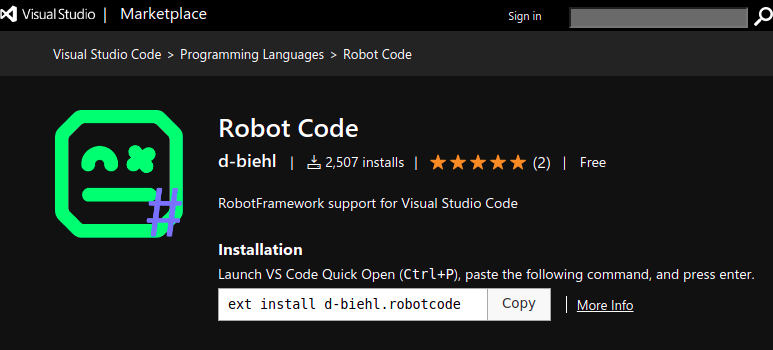 Visual Studio | Marketplace Sign in
Visual Studio Code > Programming Languages > Robot Code
Robot Code
d-biehl | 2,507 installs | (2) | Free
RobotFramework support for Visual Studio Code
Installation
Launch VS Code Quick Open (Ctrl+P), paste the following command, and press enter.
ext install d-biehl.robotcode Copy | More Info